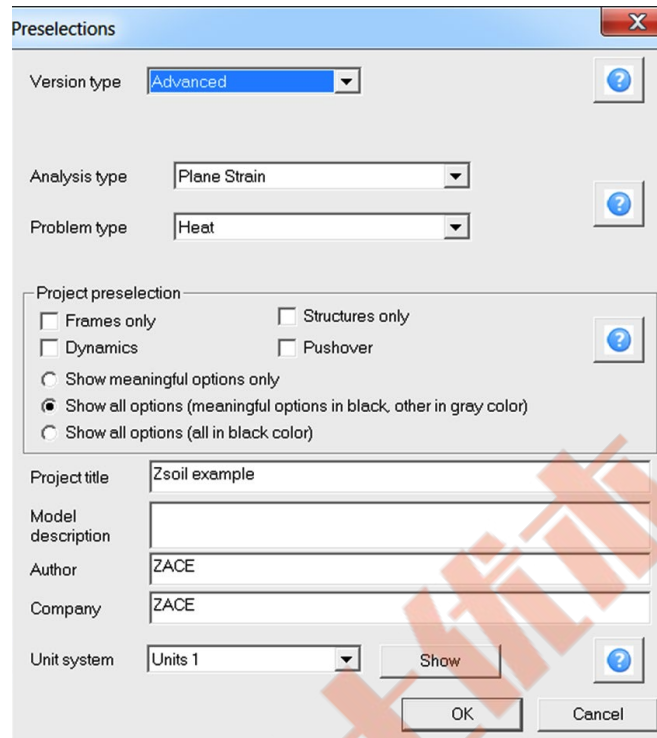 Preselections
Version type Advanced
Analysis type Plane Strain
Problem type Heat
Project preselection
Frames only Structures only
Dynamics Pushover
Show meaningful options only
Show all options (meaningful options in black, other in gray color)
Show all options (all in black color)
Project title Zsoil example
Model
description
Author ZACE
Company ZACE
Unit system Units 1 Show
OK Cancel